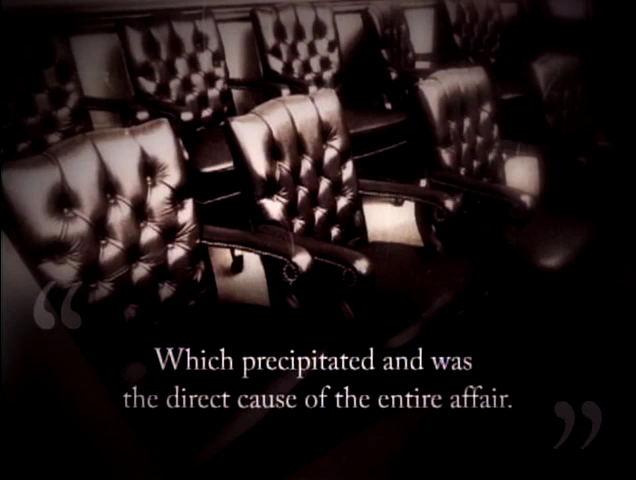 “
Which precipitated and was
the direct cause of the entire affair.
”